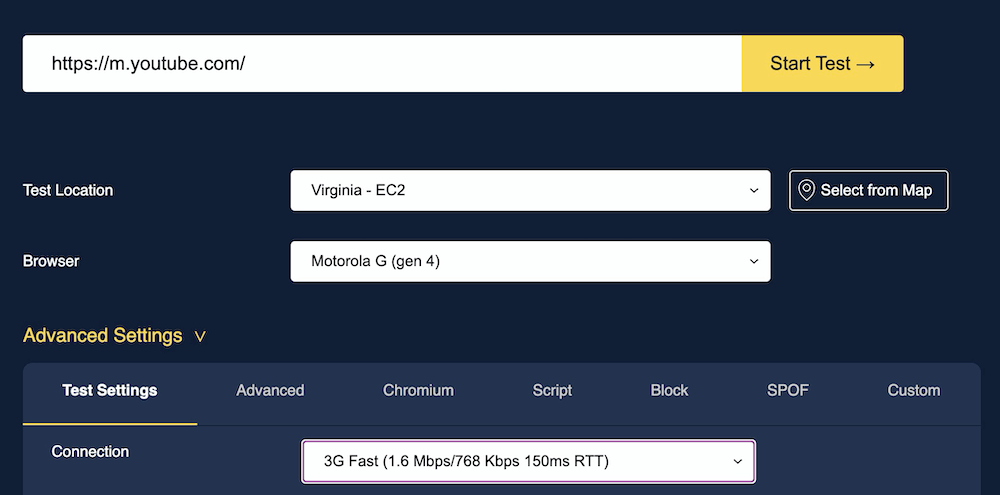 https://m.youtube.com/
Start Test →
Test Location
Virginia - EC2
Select from Map
Browser
Motorola G (gen 4)
Advanced Settings
Test Settings Advanced Chromium Script Block SPOF Custom
Connection
3G Fast (1.6 Mbps/768 Kbps 150ms RTT)